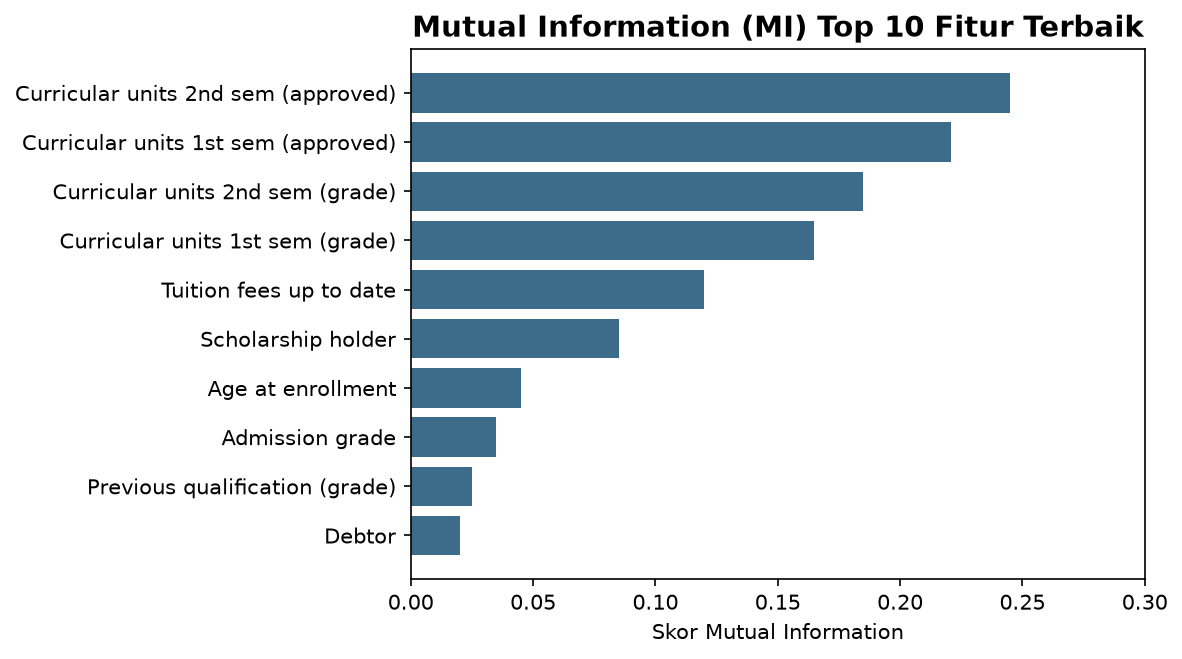 Mutual Information (MI) Top 10 Fitur Terbaik
Curricular units 2nd sem (approved)
Curricular units 1st sem (approved)
Curricular units 2nd sem (grade)
Curricular units 1st sem (grade)
Tuition fees up to date
Scholarship holder
Age at enrollment
Admission grade
Previous qualification (grade)
Debtor
0.00 0.05 0.10 0.15 0.20 0.25 0.30
Skor Mutual Information